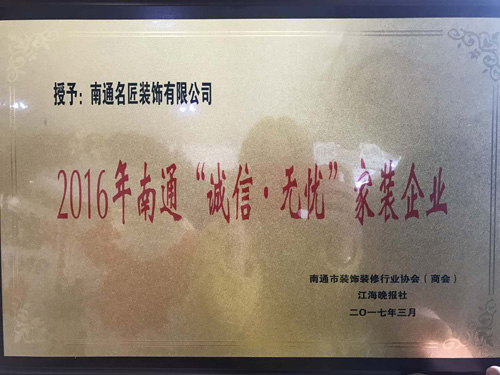 授予：南通名匠装饰有限公司
2016年南通“诚信·无忧”家装企业
南通市装饰装修行业协会（商会）
江海晚报社
二〇一七年三月